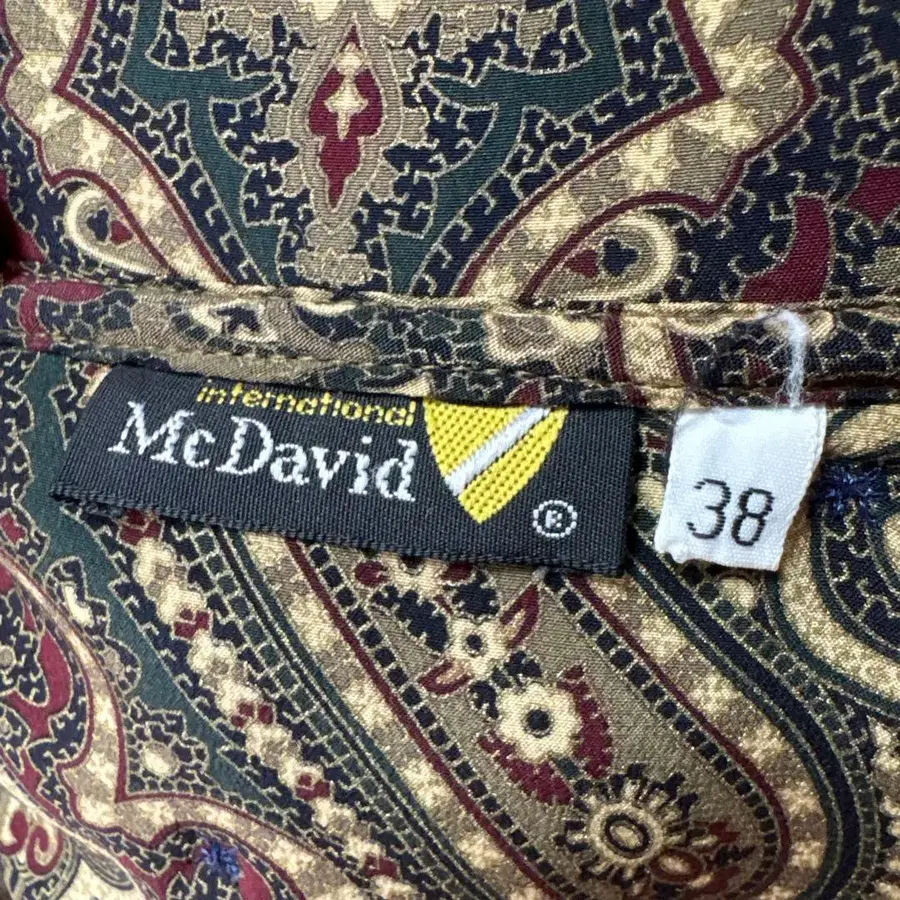 international
McDavid
®
38